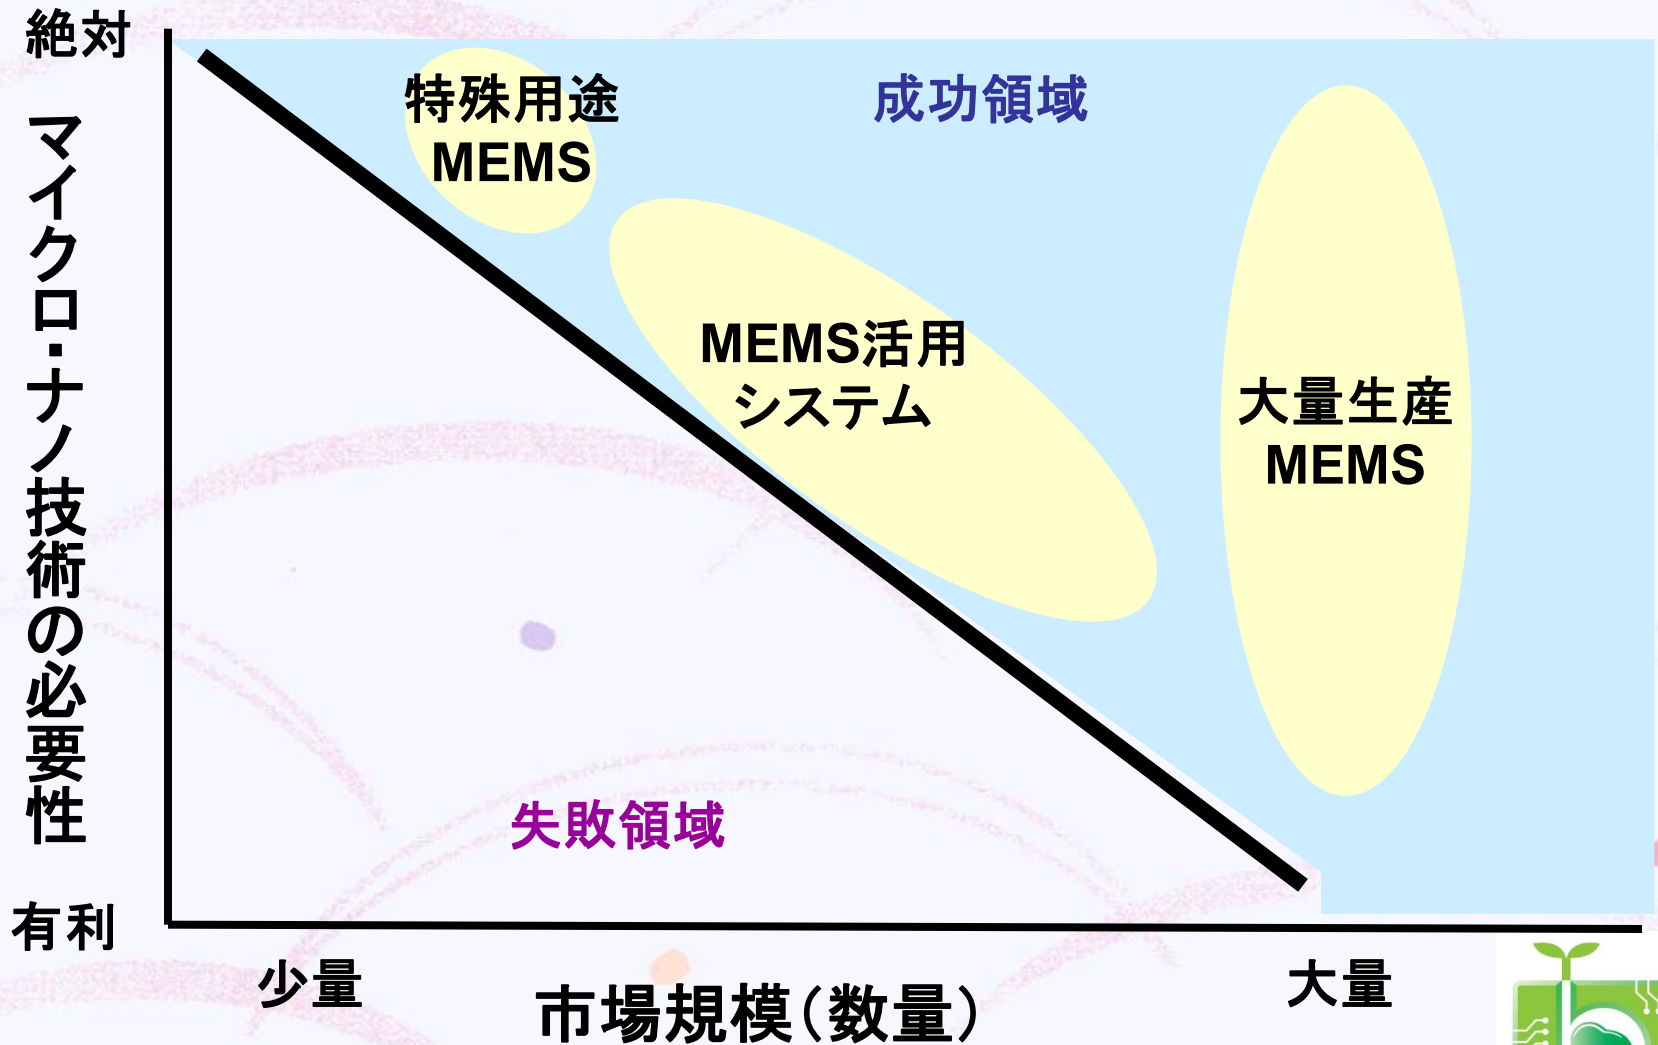 絶対
マイクロ・ナノ技術の必要性
有利
特殊用途
MEMS
成功領域
MEMS活用
システム
大量生産
MEMS
失敗領域
少量
大量
市場規模（数量）